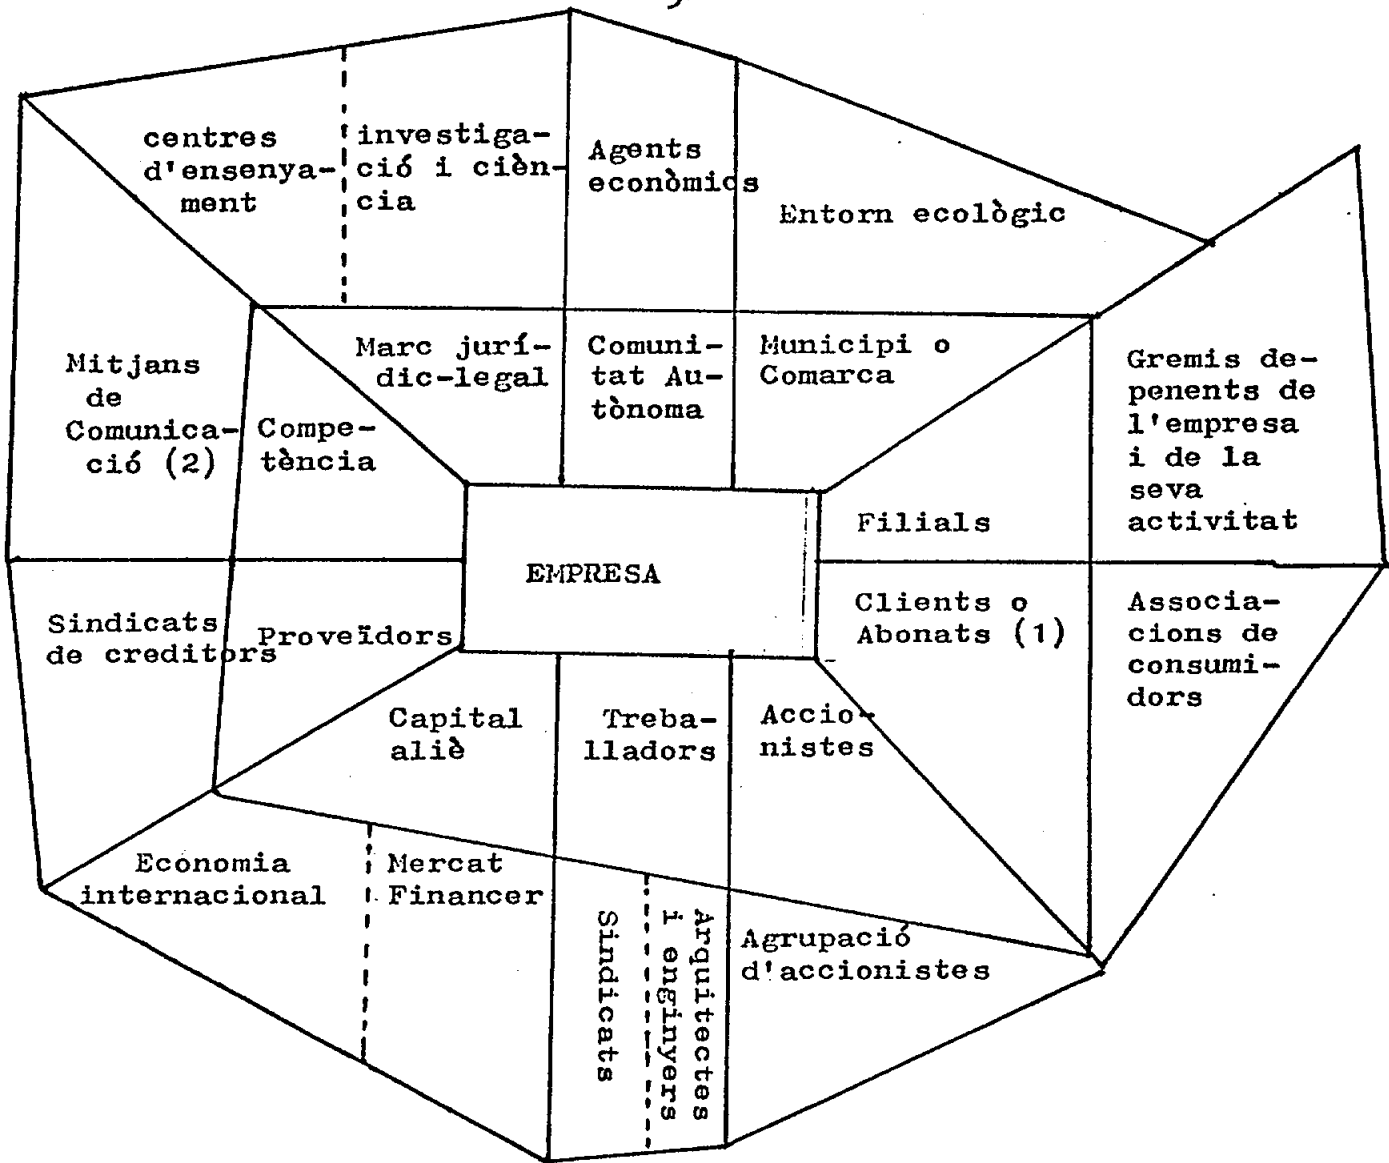 centres
d'ensenya-
ment
investiga-
ció i cièn-
cia
Agents
econòmics
Entorn ecològic
Mitjans
de
Comunica-
ció (2)
Compe-
tència
Marc jurí-
dic-legal
Comuni-
tat Au-
tònoma
Municipi o
Comarca
Gremis de-
penents de
l'empresa
i de la
seva
activitat
Filials
EMPRESA
Sindicats
de creditors
Proveïdors
Clients o
Abonats (1)
Associa-
cions de
consumi-
dors
Capital
aliè
Treba-
lladors
Accio-
nistes
Economia
internacional
Mercat
Financer
Sindicats
Arquitectes
i enginyers
Agrupació
d'accionistes